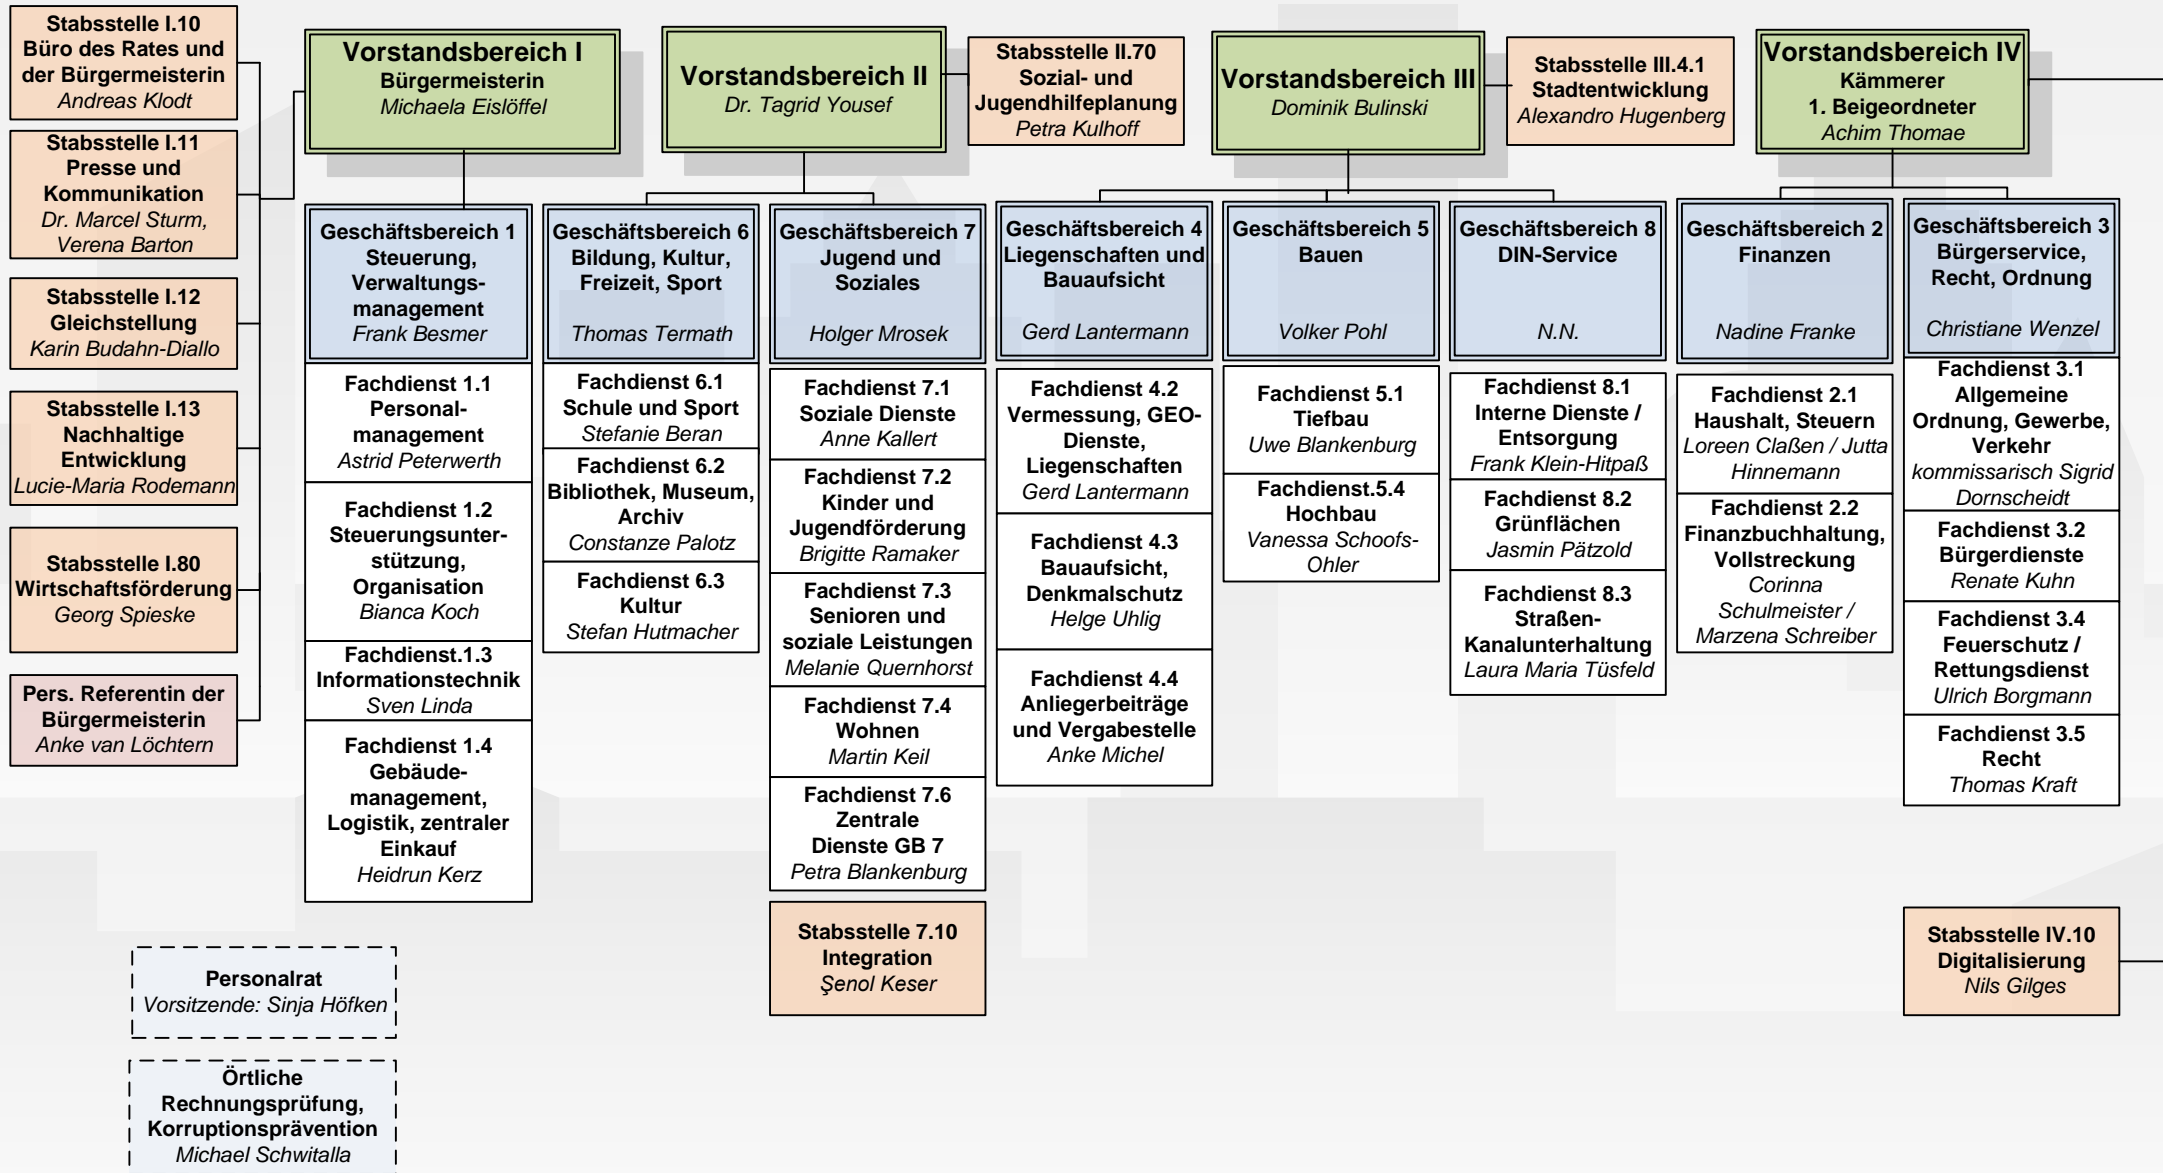 Stabsstelle I.10
Büro des Rates und
der Bürgermeisterin
Andreas Klodt
Stabsstelle I.11
Presse und
Kommunikation
Dr. Marcel Sturm,
Verena Barton
Stabsstelle I.12
Gleichstellung
Karin Budahn-Diallo
Stabsstelle I.13
Nachhaltige
Entwicklung
Lucie-Maria Rodemann
Stabsstelle I.80
Wirtschaftsförderung
Georg Spieske
Pers. Referentin der
Bürgermeisterin
Anke van Löchtern
Vorstandsbereich I
Bürgermeisterin
Michaela Eislöffel
Vorstandsbereich II
Dr. Tagrid Yousef
Stabsstelle II.70
Sozial- und
Jugendhilfeplanung
Petra Kulhoff
Vorstandsbereich III
Dominik Bulinski
Stabsstelle III.4.1
Stadtentwicklung
Alexandro Hugenberg
Vorstandsbereich IV
Kämmerer
1. Beigeordneter
Achim Thomae
Geschäftsbereich 1
Steuerung,
Verwaltungs-
management
Frank Besmer
Fachdienst 1.1
Personal-
management
Astrid Peterwerth
Fachdienst 1.2
Steuerungsunter-
stützung,
Organisation
Bianca Koch
Fachdienst.1.3
Informationstechnik
Sven Linda
Fachdienst 1.4
Gebäude-
management,
Logistik, zentraler
Einkauf
Heidrun Kerz
Geschäftsbereich 6
Bildung, Kultur,
Freizeit, Sport
Thomas Termath
Fachdienst 6.1
Schule und Sport
Stefanie Beran
Fachdienst 6.2
Bibliothek, Museum,
Archiv
Constanze Palotz
Fachdienst 6.3
Kultur
Stefan Hutmacher
Geschäftsbereich 7
Jugend und
Soziales
Holger Mrosek
Fachdienst 7.1
Soziale Dienste
Anne Kallert
Fachdienst 7.2
Kinder und
Jugendförderung
Brigitte Ramaker
Fachdienst 7.3
Senioren und
soziale Leistungen
Melanie Quernhorst
Fachdienst 7.4
Wohnen
Martin Keil
Fachdienst 7.6
Zentrale
Dienste GB 7
Petra Blankenburg
Stabsstelle 7.10
Integration
Şenol Keser
Geschäftsbereich 4
Liegenschaften und
Bauaufsicht
Gerd Lantermann
Fachdienst 4.2
Vermessung, GEO-
Dienste,
Liegenschaften
Gerd Lantermann
Fachdienst 4.3
Bauaufsicht,
Denkmalschutz
Helge Uhlig
Fachdienst 4.4
Anliegerbeiträge
und Vergabestelle
Anke Michel
Geschäftsbereich 5
Bauen
Volker Pohl
Fachdienst 5.1
Tiefbau
Uwe Blankenburg
Fachdienst.5.4
Hochbau
Vanessa Schoofs-
Ohler
Geschäftsbereich 8
DIN-Service
N.N.
Fachdienst 8.1
Interne Dienste /
Entsorgung
Frank Klein-Hitpaß
Fachdienst 8.2
Grünflächen
Jasmin Pätzold
Fachdienst 8.3
Straßen-
Kanalunterhaltung
Laura Maria Tüsfeld
Geschäftsbereich 2
Finanzen
Nadine Franke
Fachdienst 2.1
Haushalt, Steuern
Loreen Claßen / Jutta
Hinnemann
Fachdienst 2.2
Finanzbuchhaltung,
Vollstreckung
Corinna
Schulmeister /
Marzena Schreiber
Geschäftsbereich 3
Bürgerservice,
Recht, Ordnung
Christiane Wenzel
Fachdienst 3.1
Allgemeine
Ordnung, Gewerbe,
Verkehr
kommissarisch Sigrid
Dornscheidt
Fachdienst 3.2
Bürgerdienste
Renate Kuhn
Fachdienst 3.4
Feuerschutz /
Rettungsdienst
Ulrich Borgmann
Fachdienst 3.5
Recht
Thomas Kraft
Stabsstelle IV.10
Digitalisierung
Nils Gilges
Personalrat
Vorsitzende: Sinja Höfken
Örtliche
Rechnungsprüfung,
Korruptionsprävention
Michael Schwitalla